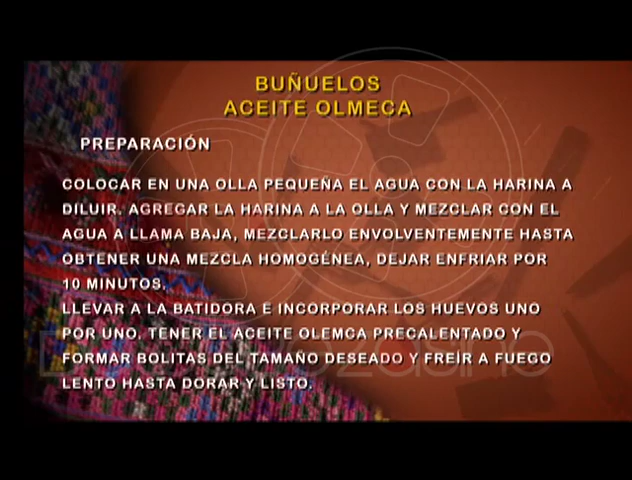 BUÑUELOS
ACEITE OLMECA
PREPARACIÓN
COLOCAR EN UNA OLLA PEQUEÑA EL AGUA CON LA HARINA A
DILUIR. AGREGAR LA HARINA A LA OLLA Y MEZCLAR CON EL
AGUA A LLAMA BAJA, MEZCLARLO ENVOLVENTEMENTE HASTA
OBTENER UNA MEZCLA HOMOGÉNEA, DEJAR ENFRIAR POR
10 MINUTOS.
LLEVAR A LA BATIDORA E INCORPORAR LOS HUEVOS UNO
POR UNO. TENER EL ACEITE OLEMCA PRECALENTADO Y
FORMAR BOLITAS DEL TAMAÑO DESEADO Y FREÍR A FUEGO
LENTO HASTA DORAR Y LISTO.